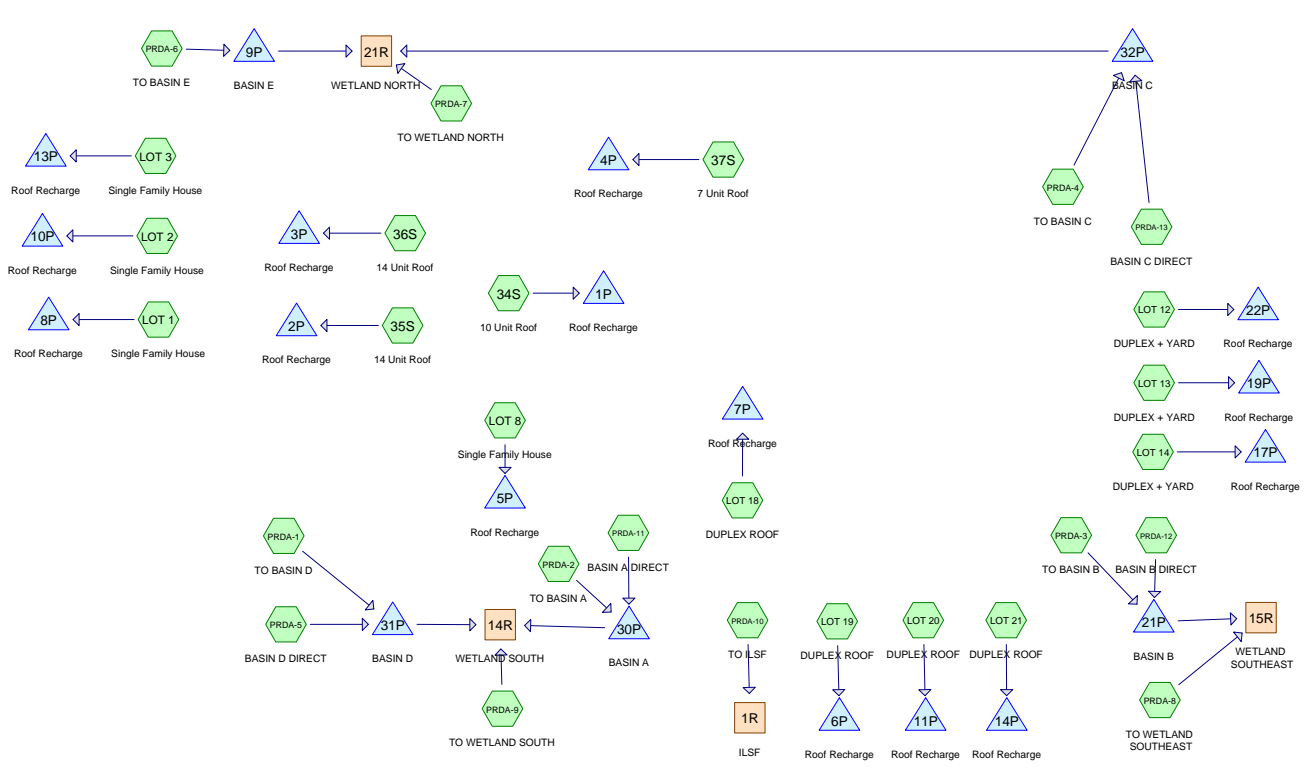 PRDA-6
9P
21R
32P
TO BASIN E
BASIN E
WETLAND NORTH
BASIN C
PRDA-7
TO WETLAND NORTH
13P
LOT 3
4P
37S
Roof Recharge
Single Family House
Roof Recharge
7 Unit Roof
PRDA-4
TO BASIN C
10P
LOT 2
3P
36S
PRDA-13
Roof Recharge
Single Family House
Roof Recharge
14 Unit Roof
BASIN C DIRECT
34S
1P
10 Unit Roof
Roof Recharge
8P
LOT 1
2P
35S
LOT 12
22P
Roof Recharge
Single Family House
Roof Recharge
14 Unit Roof
DUPLEX + YARD
Roof Recharge
LOT 13
19P
DUPLEX + YARD
Roof Recharge
LOT 8
7P
Single Family House
Roof Recharge
LOT 14
17P
DUPLEX + YARD
Roof Recharge
5P
LOT 18
Roof Recharge
DUPLEX ROOF
PRDA-1
TO BASIN D
PRDA-2
TO BASIN A
PRDA-11
BASIN A DIRECT
PRDA-3
TO BASIN B
PRDA-12
BASIN B DIRECT
PRDA-5
31P
14R
30P
BASIN D DIRECT
BASIN D
WETLAND SOUTH
BASIN A
PRDA-10
LOT 19
LOT 20
LOT 21
21P
15R
TO ILSF
DUPLEX ROOF
DUPLEX ROOF
DUPLEX ROOF
BASIN B
WETLAND
SOUTHEAST
PRDA-9
TO WETLAND SOUTH
1R
6P
11P
14P
PRDA-8
ILSF
Roof Recharge
Roof Recharge
Roof Recharge
TO WETLAND
SOUTHEAST